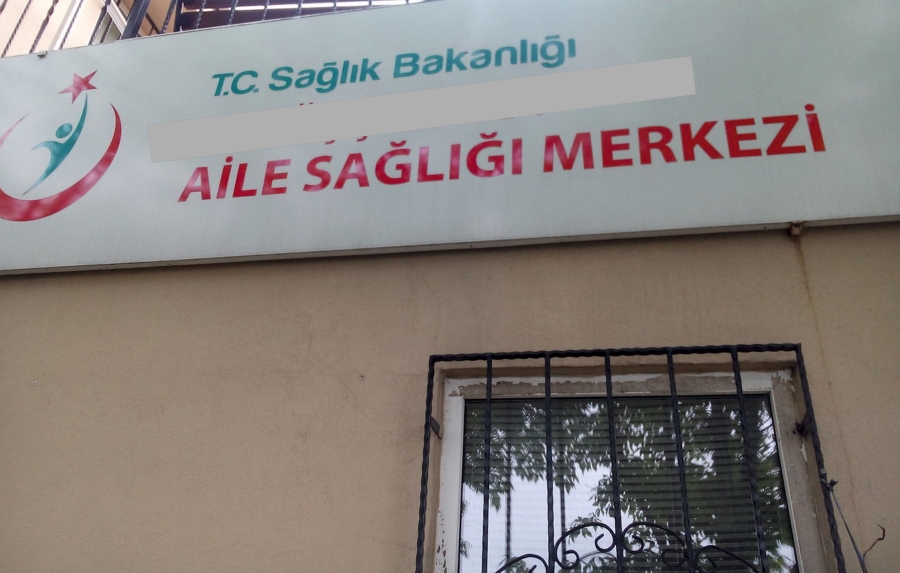 T.C. Sağlık Bakanlığı
AİLE SAĞLIĞI MERKEZİ